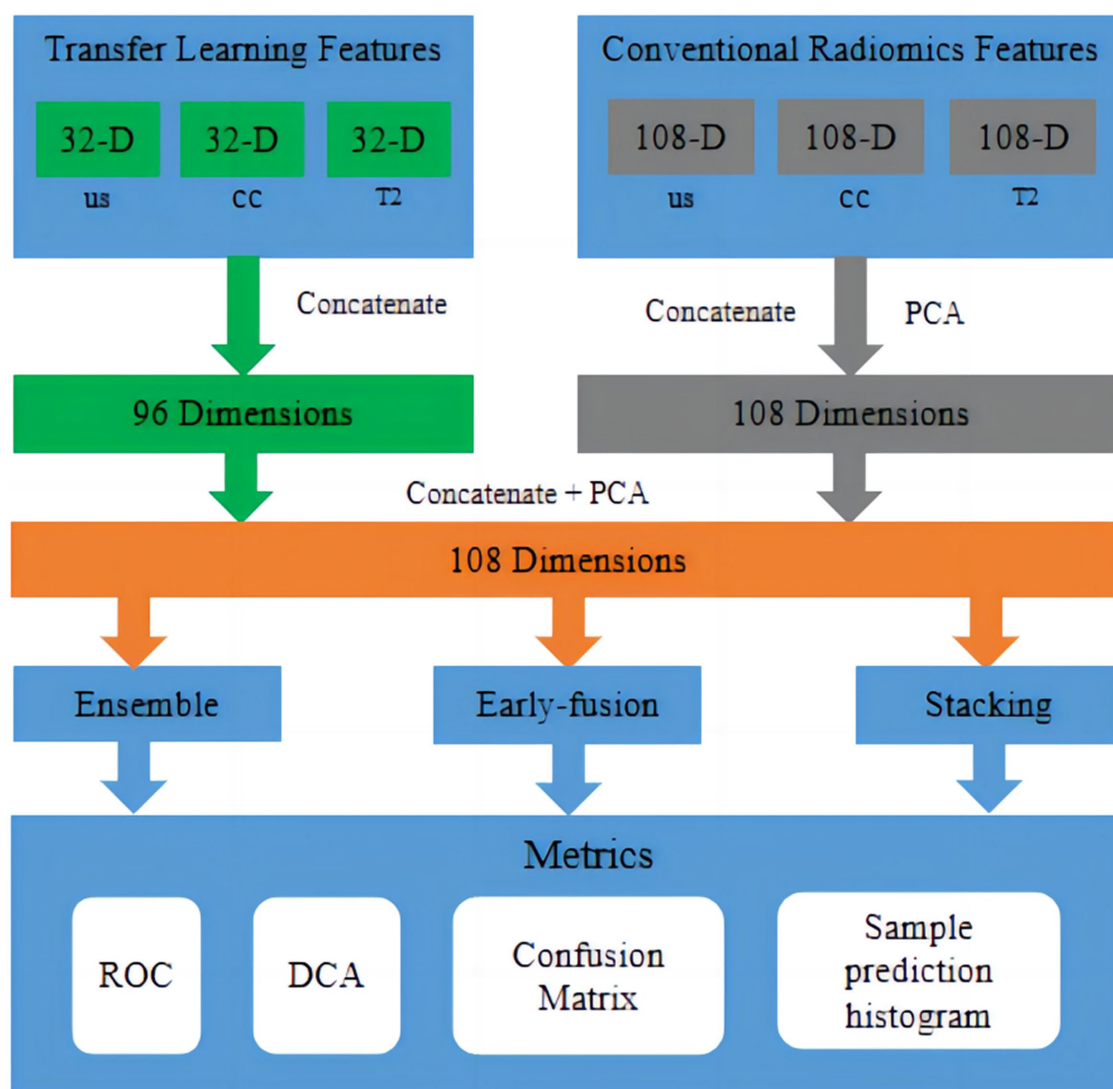 Transfer Learning Features
32-D 32-D 32-D
us cc T2
Conventional Radiomics Features
108-D 108-D 108-D
us cc T2
Concatenate
Concatenate PCA
96 Dimensions
108 Dimensions
Concatenate + PCA
108 Dimensions
Ensemble
Early-fusion
Stacking
Metrics
ROC
DCA
Confusion
Matrix
Sample
prediction
histogram